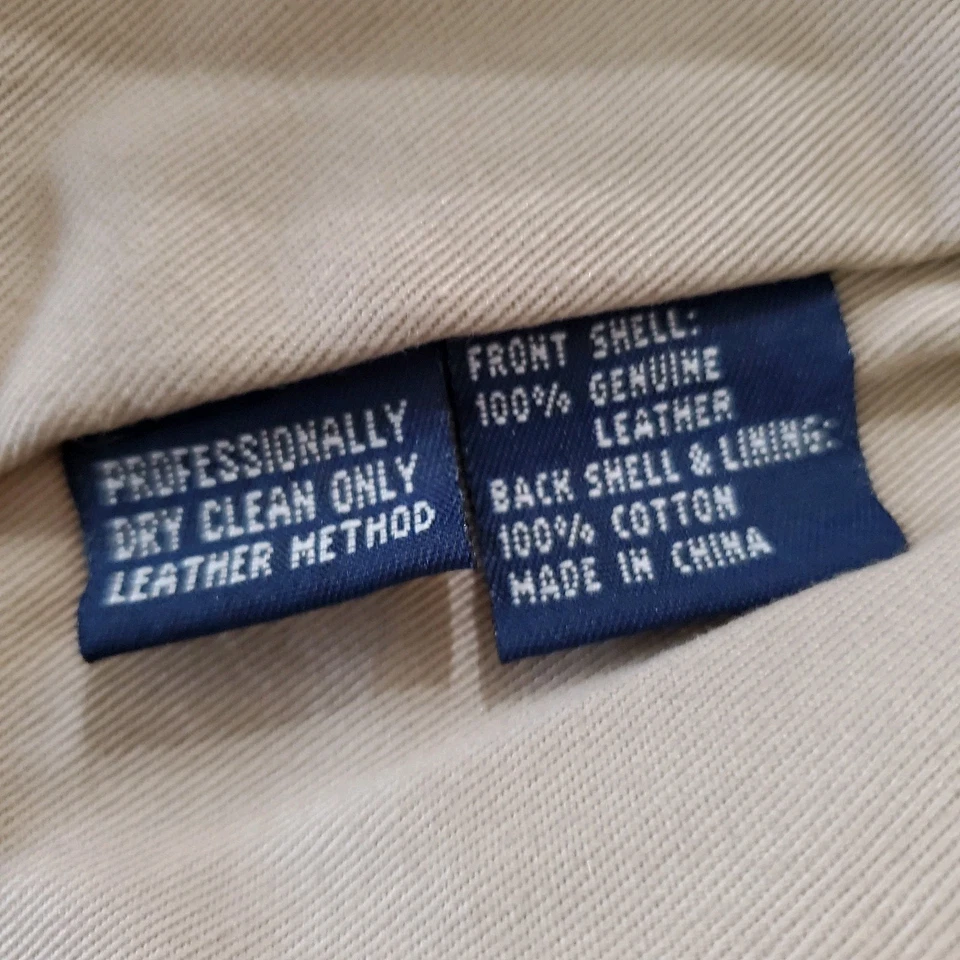 PROFESSIONALLY
DRY CLEAN ONLY
LEATHER METHOD
FRONT SHELL:
100% GENUINE
LEATHER
BACK SHELL & LINING:
100% COTTON
MADE IN CHINA